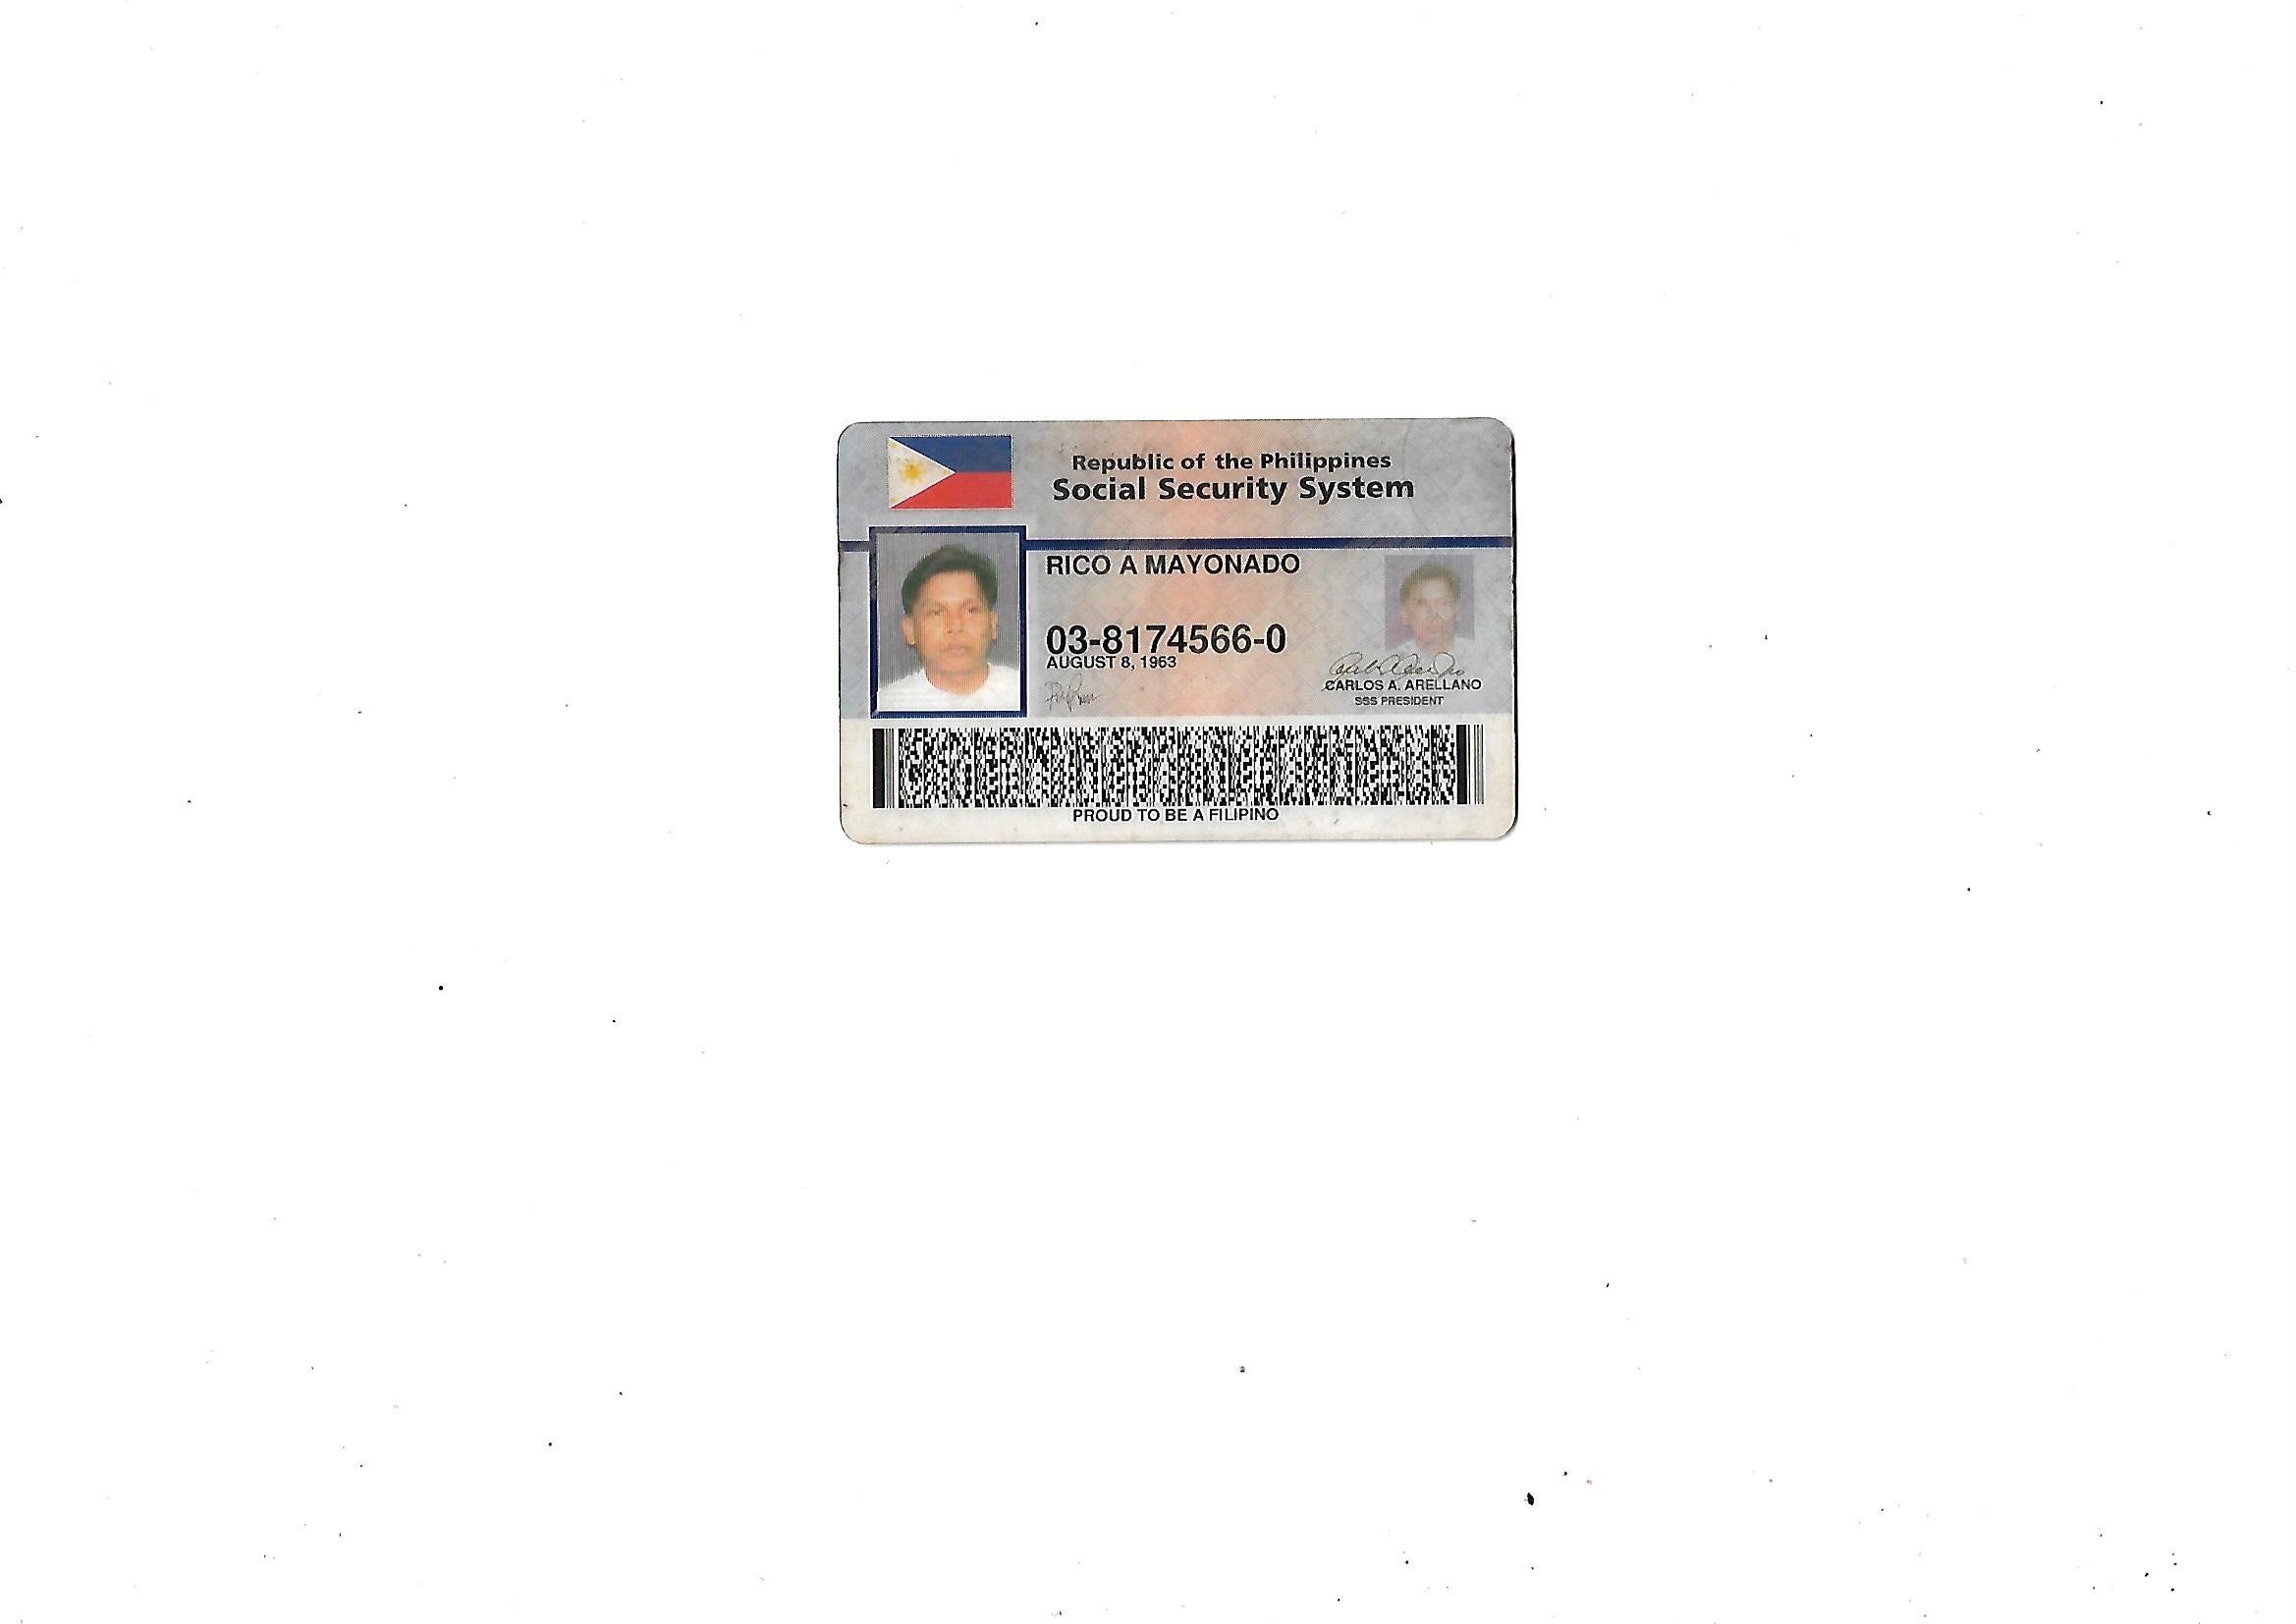 Republic of the Philippines
Social Security System
RICO A MAYONADO
03-8174566-0
AUGUST 8, 1963
CARLOS A. ARELLANO
SSS PRESIDENT
PROUD TO BE A FILIPINO